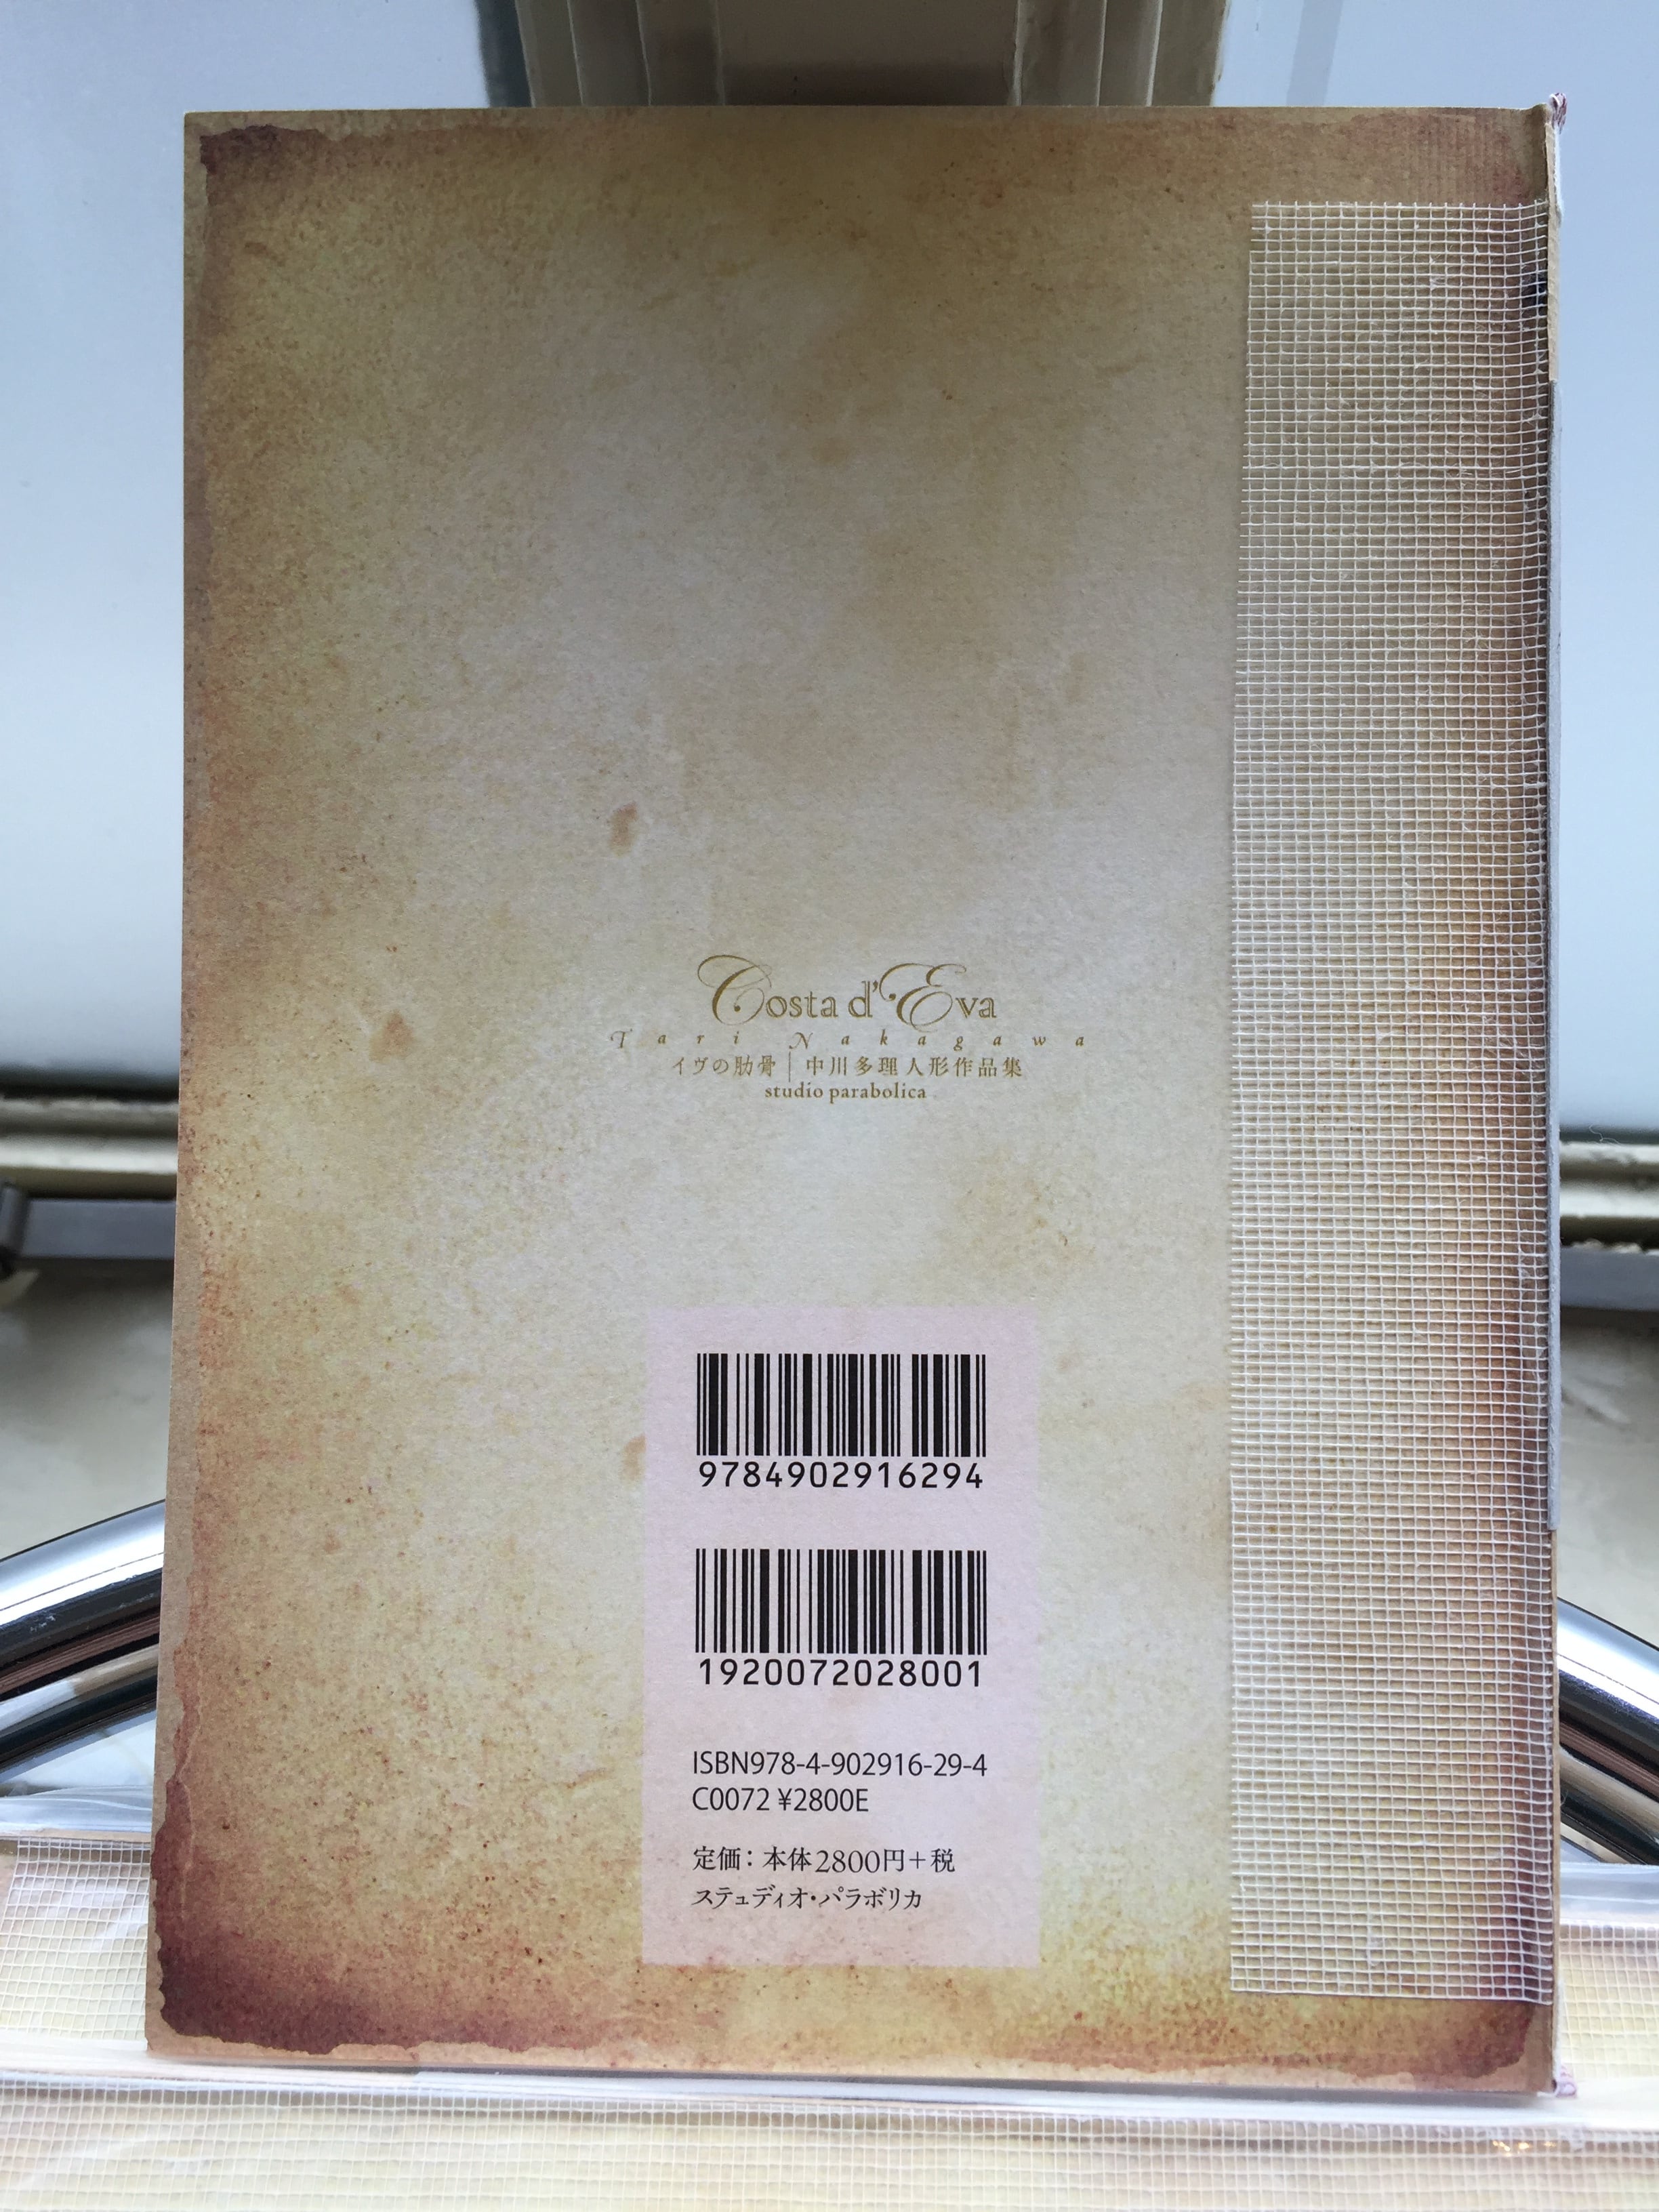 Costa d'Eva
Tari Nakagawa
イヴの肋骨｜中川多理人形作品集
studio parabolica
9784902916294
1920072028001
ISBN978-4-902916-29-4
C0072 ¥2800E
定価：本体2800円＋税
ステュディオ・パラボリカ